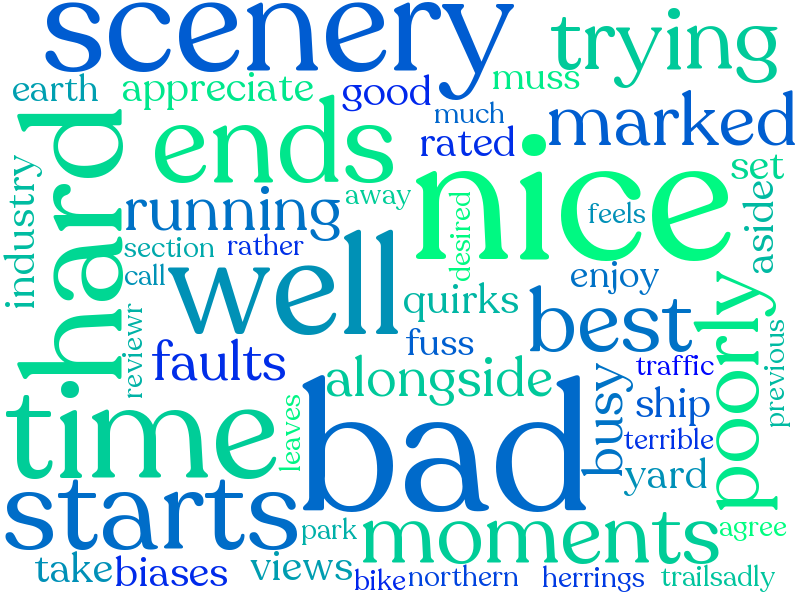 scenery
trying
earth
appreciate
good
muss
much
marked
hard
ends
rated
set
industry
running
away
nice
desired
feels
aside
section
rather
call
well
enjoy
quirks
best
poorly
reviewr
faults
fuss
traffic
previous
alongside
busy
ship
time
leaves
bad
terrible
yard
starts
park
moments
agree
take
biases
views
bike
northern
herrings
trailsadly